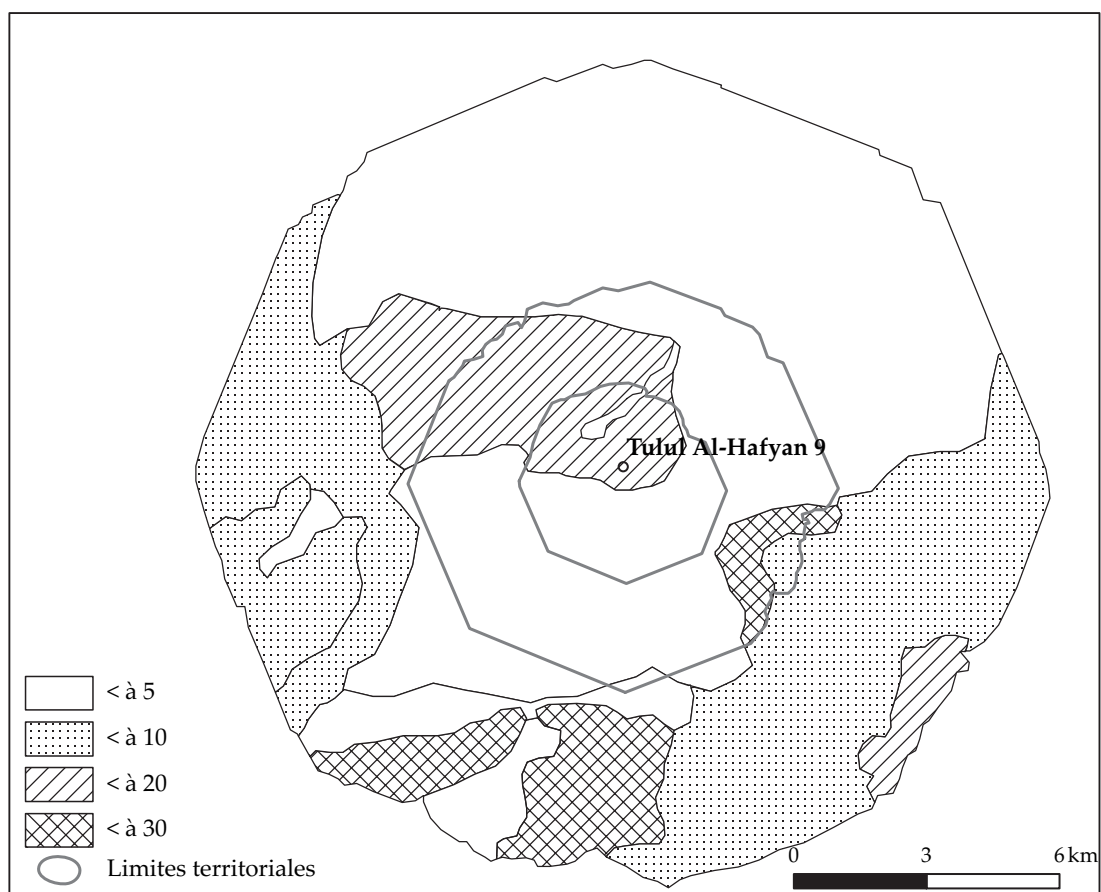 Tulul Al-Hafyan 9
< à 5
< à 10
< à 20
< à 30
Limites territoriales
0 3 6 km